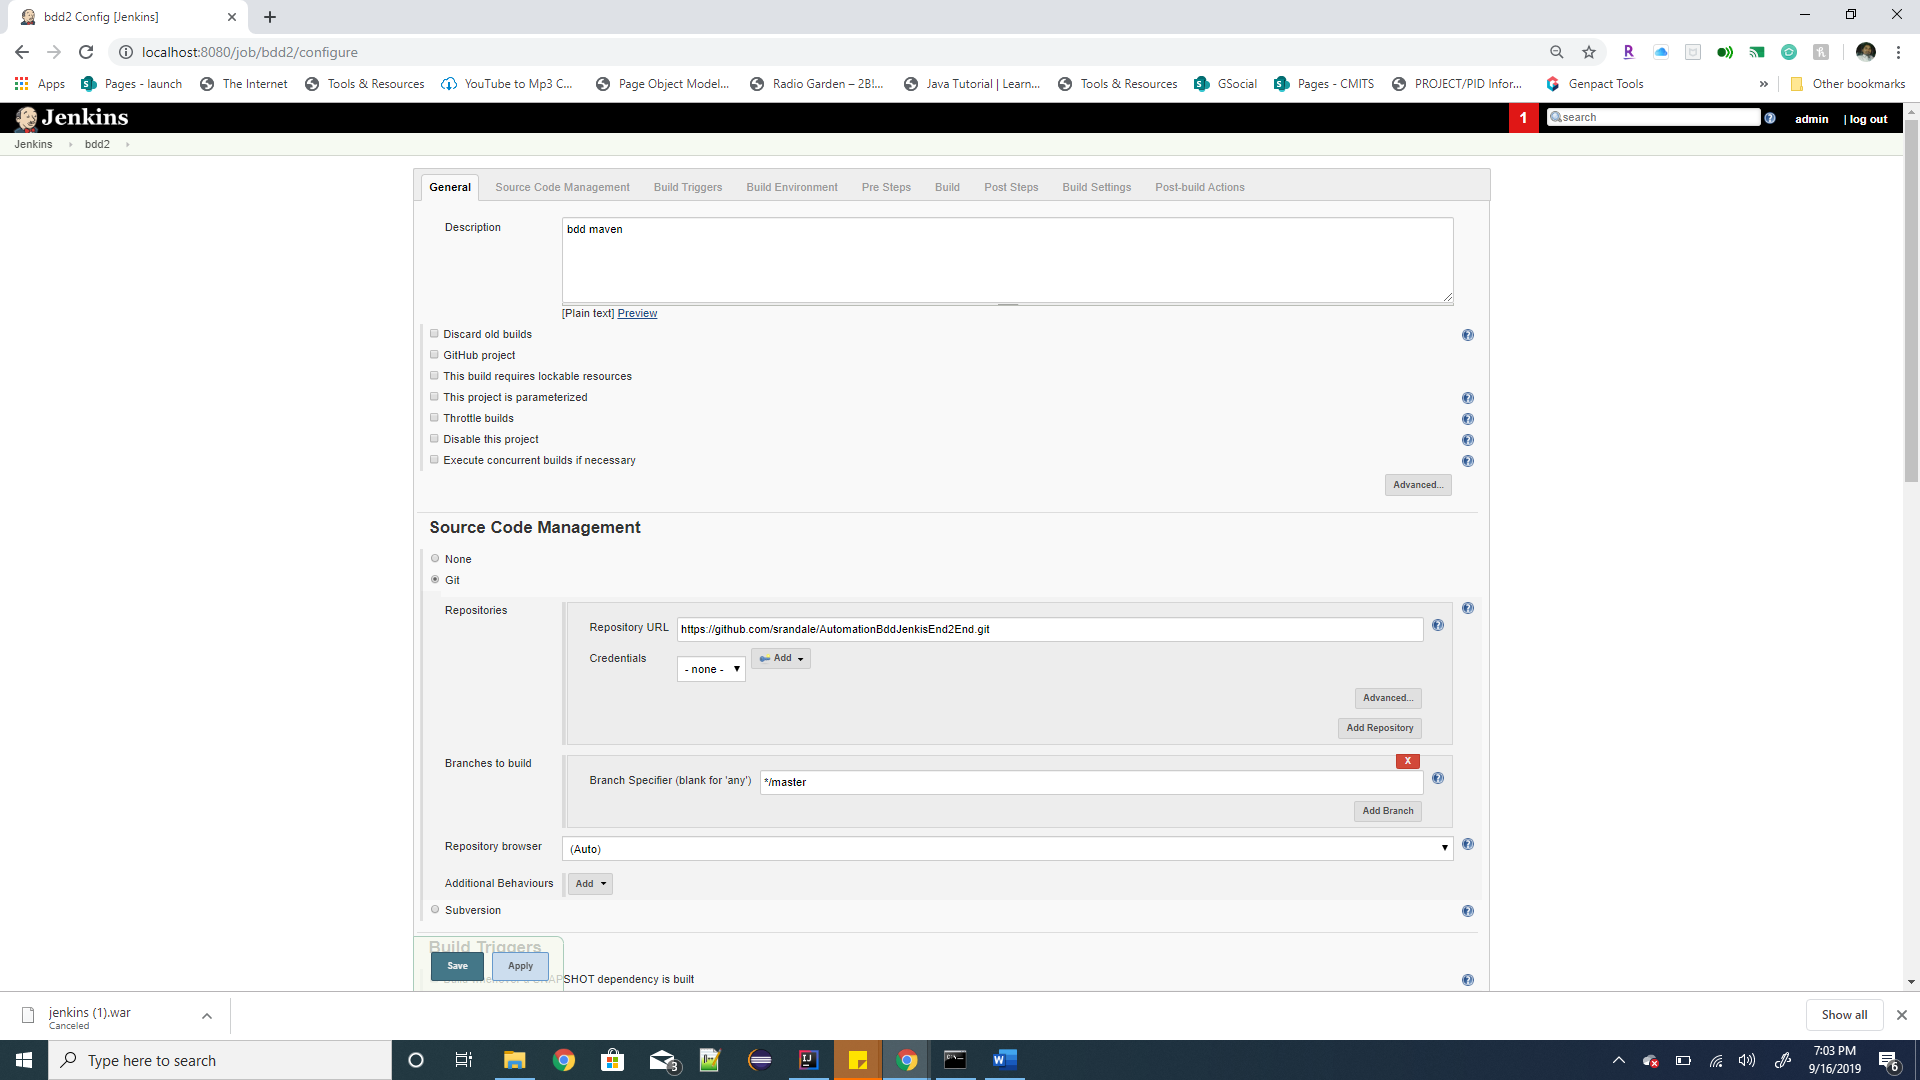 bdd2 Config [Jenkins]
localhost:8080/job/bdd2/configure
Apps
Pages - launch
The Internet
Tools & Resources
YouTube to Mp3 C...
Page Object Model...
Radio Garden – 2B!...
Java Tutorial | Learn...
Tools & Resources
GSocial
Pages - CMITS
PROJECT/PID Infor...
Genpact Tools
»
Other bookmarks
Jenkins
1
search
admin
| log out
Jenkins
bdd2
General
Source Code Management
Build Triggers
Build Environment
Pre Steps
Build
Post Steps
Build Settings
Post-build Actions
Description
bdd maven
[Plain text] Preview
Discard old builds
GitHub project
This build requires lockable resources
This project is parameterized
Throttle builds
Disable this project
Execute concurrent builds if necessary
Advanced...
Source Code Management
None
Git
Repositories
Repository URL
https://github.com/srandale/AutomationBddJenkisEnd2End.git
Credentials
- none -
Add
Advanced...
Add Repository
Branches to build
X
Branch Specifier (blank for 'any')
*/master
Add Branch
Repository browser
(Auto)
Additional Behaviours
Add
Subversion
Build Triggers
Save
Apply
SHOT dependency is built
jenkins (1).war
Canceled
Show all
Type here to search
3
7:03 PM
9/16/2019
6